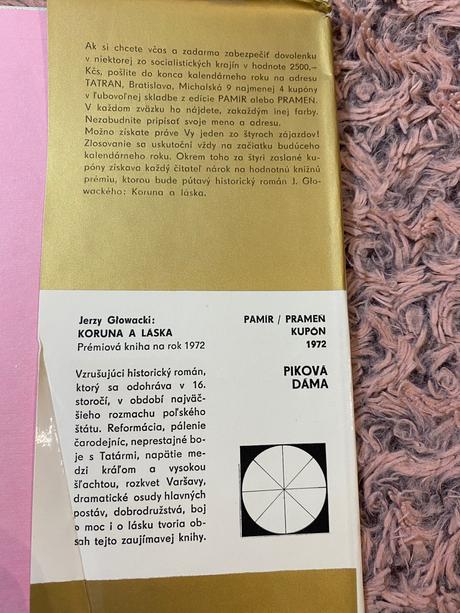 Ak si chcete včas a zadarmo zabezpečiť dovolenku
v niektorej zo socialistických krajín v hodnote 2500,–
Kčs, pošlite do konca kalendárneho roku na adresu
TATRAN, Bratislava, Michalská 9 najmenej 4 kupóny
v ľubovoľnej skladbe z edície PAMÍR alebo PRAMEŇ.
V každom zväzku ho nájdete, zakaždým inej farby.
Nezabudnite pripísať svoje meno a adresu.
Možno získate práve Vy jeden zo štyroch zájazdov!
Zlosovanie sa uskutoční vždy na začiatku budúceho
kalendárneho roku. Okrem toho za štyri zaslané ku-
póny získava každý čitateľ nárok na hodnotnú knižnú
prémiu, ktorou bude pútavý historický román J. Glo-
wackého: Koruna a láska.
Jerzy Głowacki:
KORUNA A LÁSKA
Prémiová kniha na rok 1972
Vzrušujúci historický román,
ktorý sa odohráva v 16.
storočí, v období najväč-
šieho rozmachu poľského
štátu. Reformácia, pálenie
čarodejníc, neprestajné bo-
je s Tatármi, napätie me-
dzi kráľom a vysokou
šľachtou, rozkvet Varšavy,
dramatické osudy hlavných
postáv, dobrodružstvá, boj
o moc i o lásku tvoria ob-
sah tejto zaujímavej knihy.
PAMÍR / PRAMEŇ
KUPÓN
1972
PIKOVÁ
DÁMA